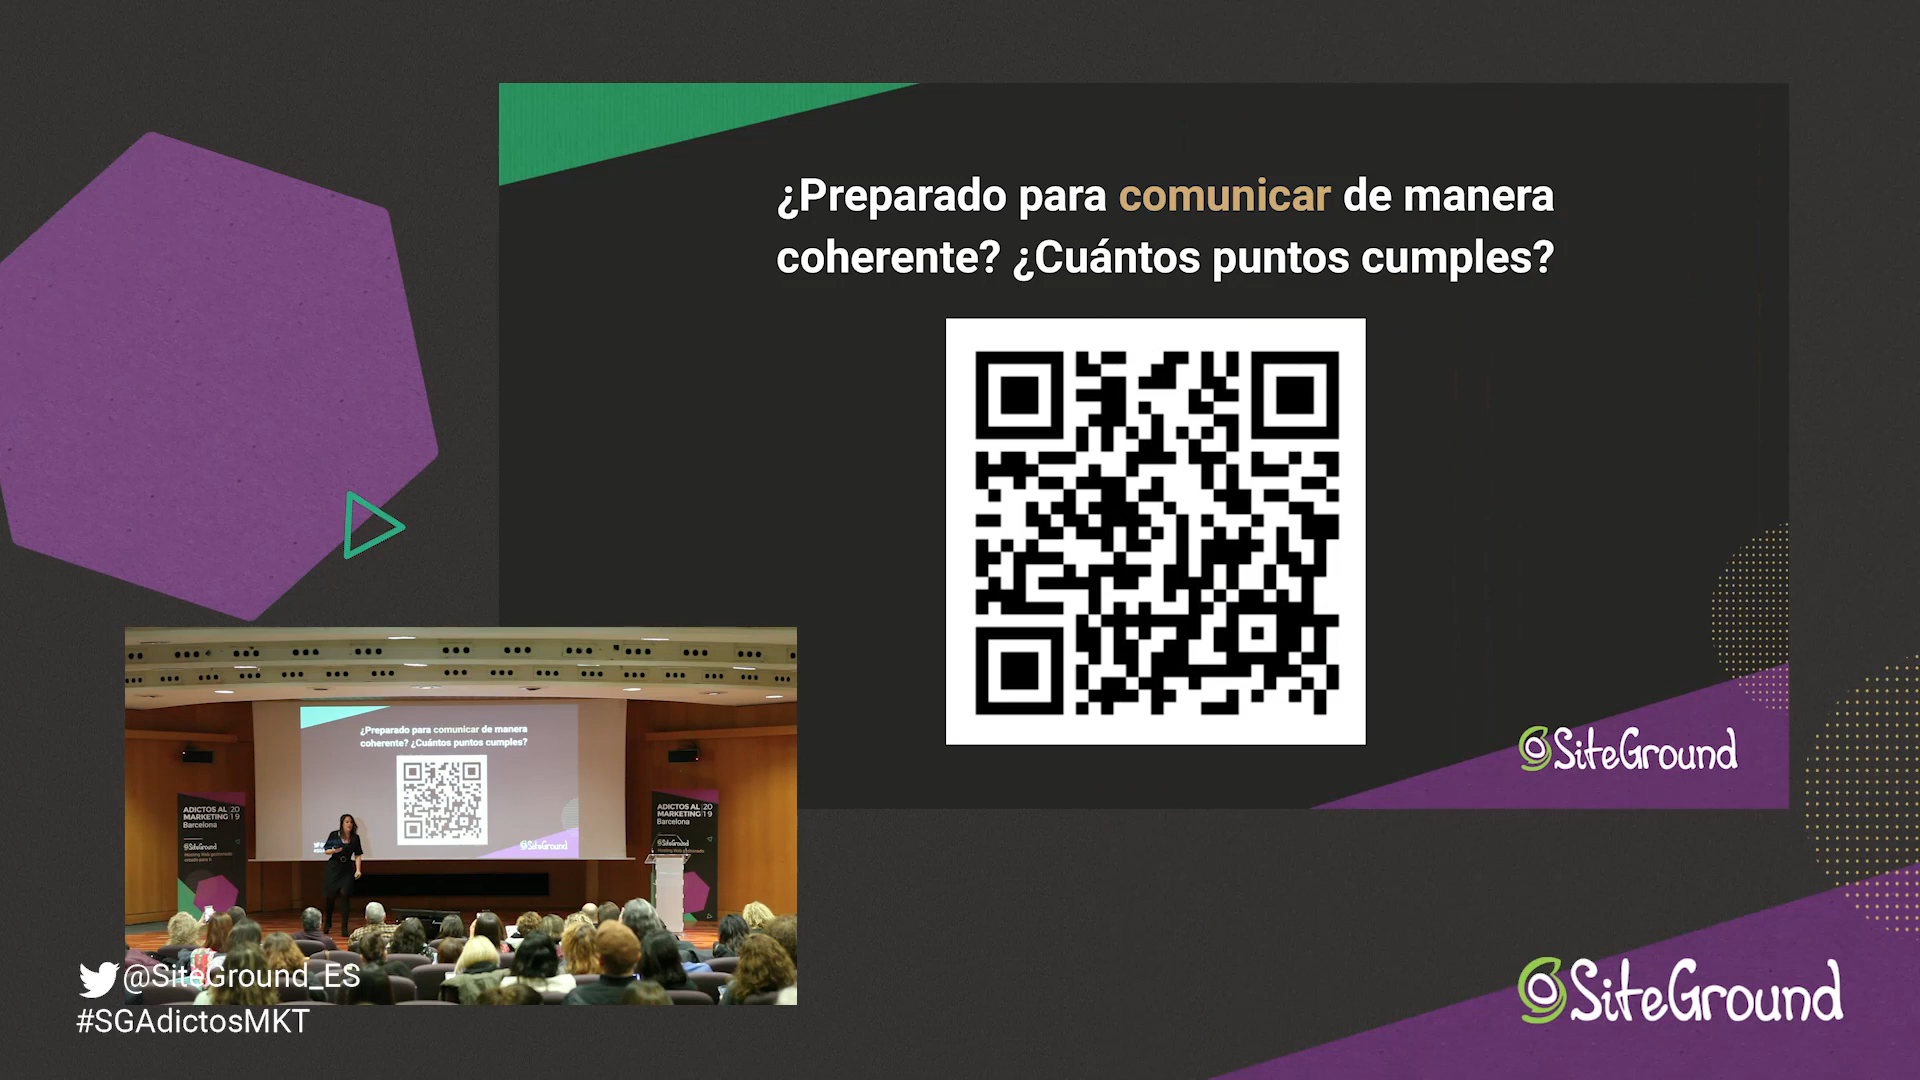 ¿Preparado para comunicar de manera
coherente? ¿Cuántos puntos cumples?
SiteGround
¿Preparado para comunicar de manera
coherente? ¿Cuántos puntos cumples?
SiteGround
ADICTOS AL 20
MARKETING 19
Barcelona
SiteGround
ADICTOS AL 20
MARKETING 19
Barcelona
SiteGround
@SiteGround_ES
#SGAdictosMKT
SiteGround